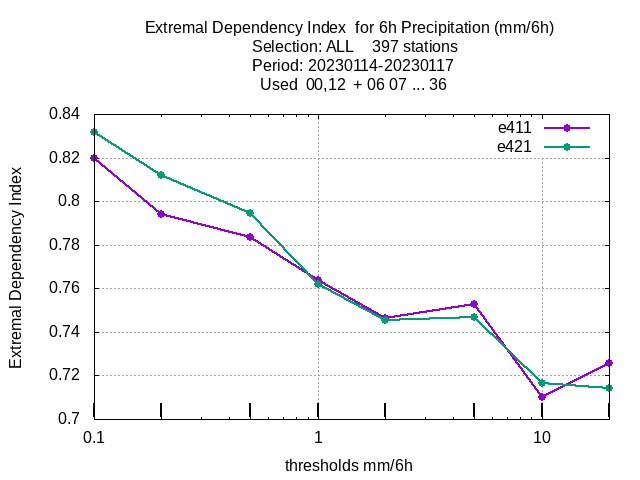 Extremal Dependency Index  for 6h Precipitation (mm/6h)
Selection: ALL    397 stations
Period: 20230114-20230117
Used  00,12  + 06 07 ... 36
e411
e421
Extremal Dependency Index
0.84
0.82
0.8
0.78
0.76
0.74
0.72
0.7
0.1 1 10
thresholds mm/6h